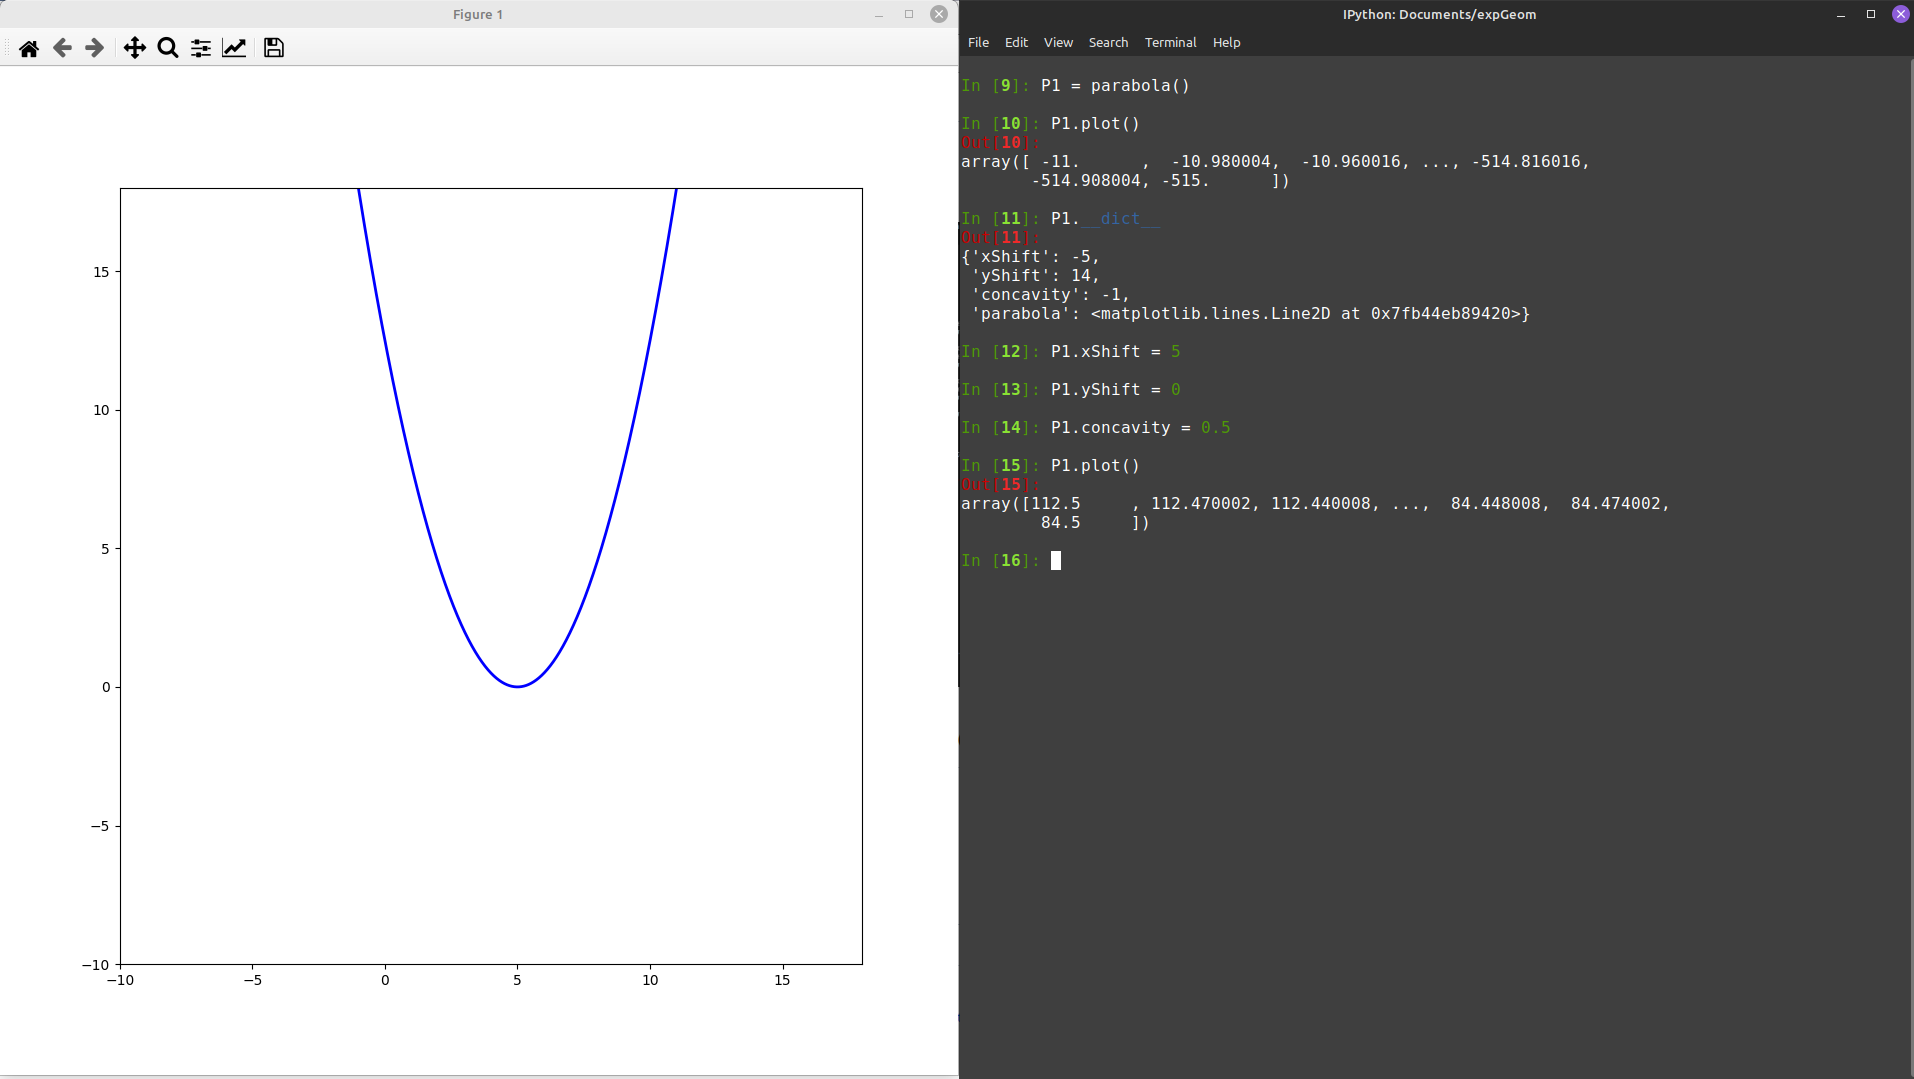 Figure 1
15
10
5
0
−5
−10
−10 −5 0 5 10 15
IPython: Documents/expGeom
File Edit View Search Terminal Help
In [9]: P1 = parabola()
In [10]: P1.plot()
Out[10]:
array([ -11.      ,  -10.980004,  -10.960016, ..., -514.816016,
       -514.908004, -515.      ])
In [11]: P1.__dict__
Out[11]:
{'xShift': -5,
 'yShift': 14,
 'concavity': -1,
 'parabola': <matplotlib.lines.Line2D at 0x7fb44eb89420>}
In [12]: P1.xShift = 5
In [13]: P1.yShift = 0
In [14]: P1.concavity = 0.5
In [15]: P1.plot()
Out[15]:
array([112.5     , 112.470002, 112.440008, ...,  84.448008,  84.474002,
        84.5     ])
In [16]: